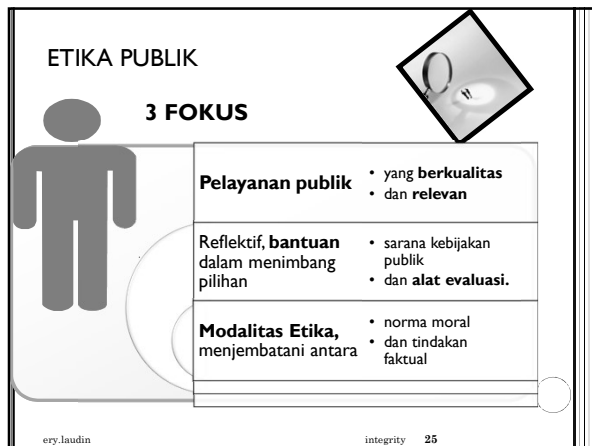 ETIKA PUBLIK
3 FOKUS
Pelayanan publik
• yang berkualitas
• dan relevan
Reflektif, bantuan
dalam menimbang
pilihan
• sarana kebijakan
publik
• dan alat evaluasi.
Modalitas Etika,
menjembatani antara
• norma moral
• dan tindakan
faktual
ery.laudin
integrity 25